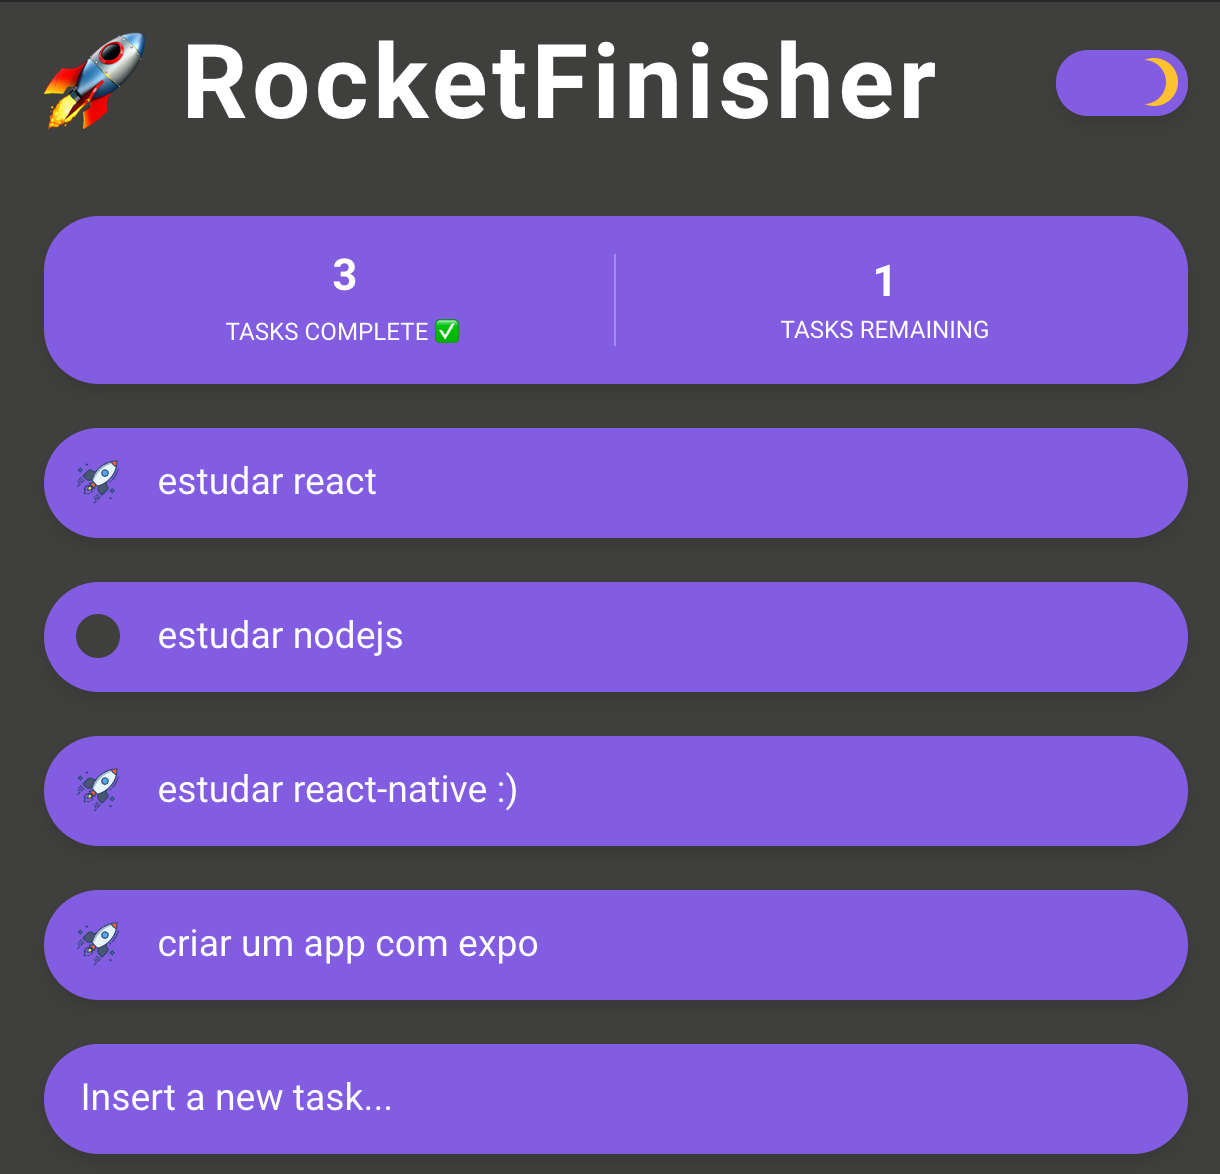 🚀 RocketFinisher
3
TASKS COMPLETE ✅
1
TASKS REMAINING
estudar react
estudar nodejs
estudar react-native :)
criar um app com expo
Insert a new task...